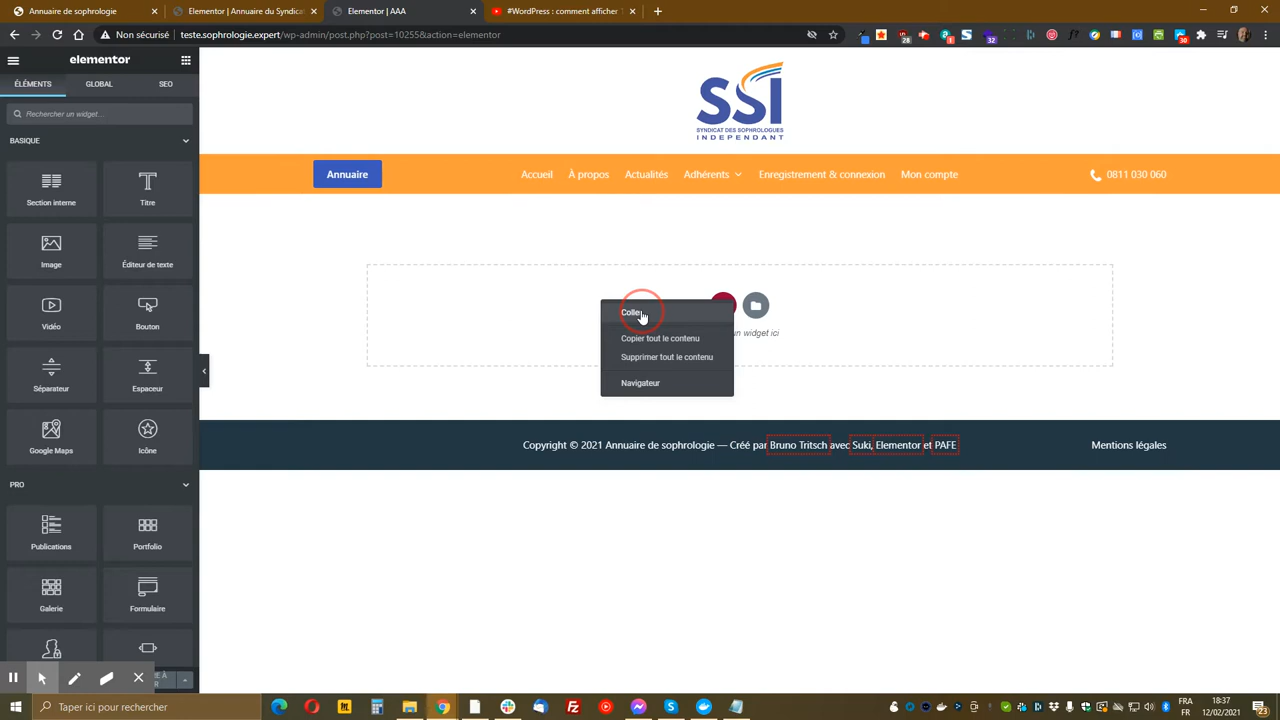 Annuaire de sophrologie
Elementor | Annuaire du Syndicat
Elementor | AAA
#WordPress : comment afficher
Non sécurisé
teste.sophrologie.expert/wp-admin/post.php?post=10255&action=elementor
elementor
ÉLÉMENTS
GLOBAL
SEO
Rechercher un widget…
Section interne
Titre
Image
Éditeur de texte
Vidéo
Bouton
Séparateur
Espaceur
Google Maps
Icône
PRO
Publications
Portfolio
Galerie
Formulaire
SSI
SYNDICAT DES SOPHROLOGUES
INDEPENDANT
Annuaire
Accueil
À propos
Actualités
Adhérents
Enregistrement & connexion
Mon compte
0811 030 060
un widget ici
Copier tout le contenu
Supprimer tout le contenu
Navigateur
Copyright © 2021 Annuaire de sophrologie — Créé par Bruno Tritsch avec Suki, Elementor et PAFE
Mentions légales
Taper ici pour rechercher
FRA
FR
18:37
12/02/2021